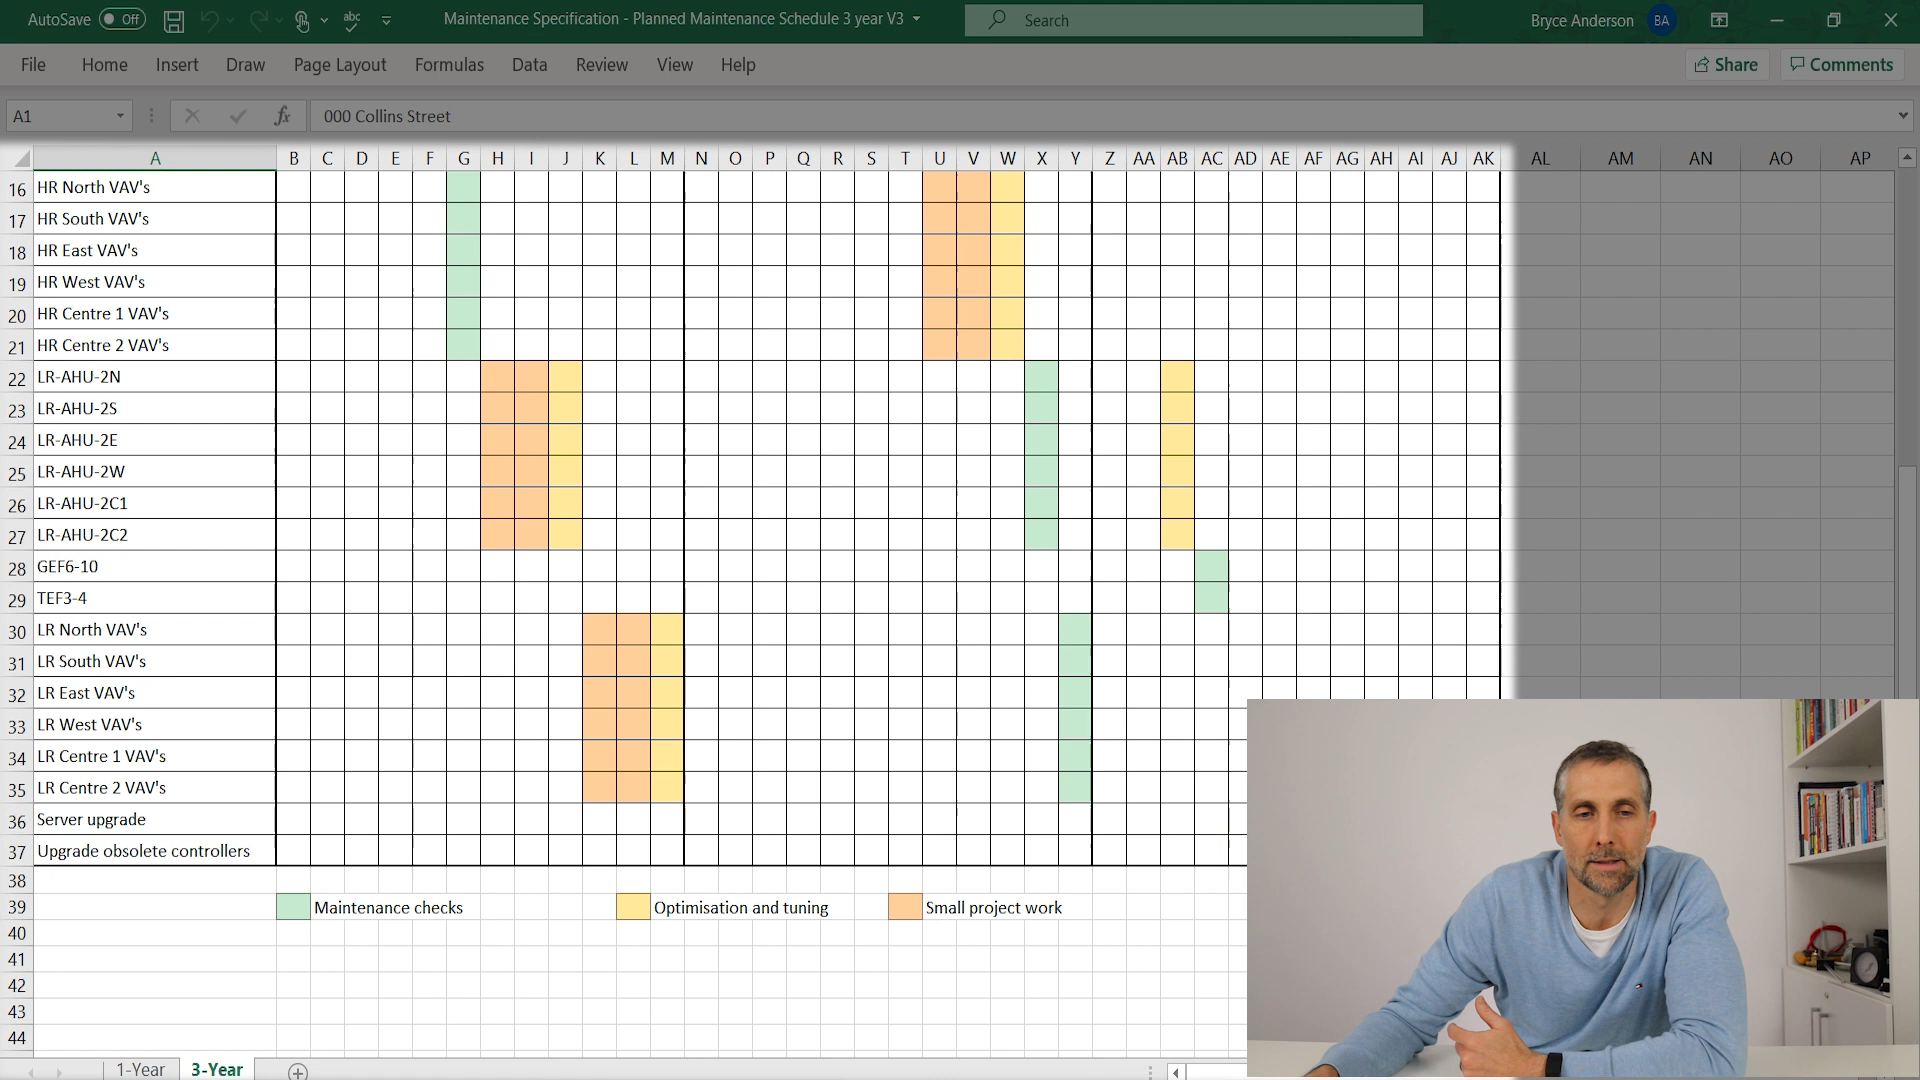 AutoSave Off abc Maintenance Specification - Planned Maintenance Schedule 3 year V3 Search Bryce Anderson BA
File Home Insert Draw Page Layout Formulas Data Review View Help Share Comments
A1 fx 000 Collins Street
A B C D E F G H I J K L M N O P Q R S T U V W X Y Z AA AB AC AD AE AF AG AH AI AJ AK AL AM AN AO AP
16 HR North VAV's
17 HR South VAV's
18 HR East VAV's
19 HR West VAV's
20 HR Centre 1 VAV's
21 HR Centre 2 VAV's
22 LR-AHU-2N
23 LR-AHU-2S
24 LR-AHU-2E
25 LR-AHU-2W
26 LR-AHU-2C1
27 LR-AHU-2C2
28 GEF6-10
29 TEF3-4
30 LR North VAV's
31 LR South VAV's
32 LR East VAV's
33 LR West VAV's
34 LR Centre 1 VAV's
35 LR Centre 2 VAV's
36 Server upgrade
37 Upgrade obsolete controllers
38
39 Maintenance checks Optimisation and tuning Small project work
40
41
42
43
44
1-Year 3-Year